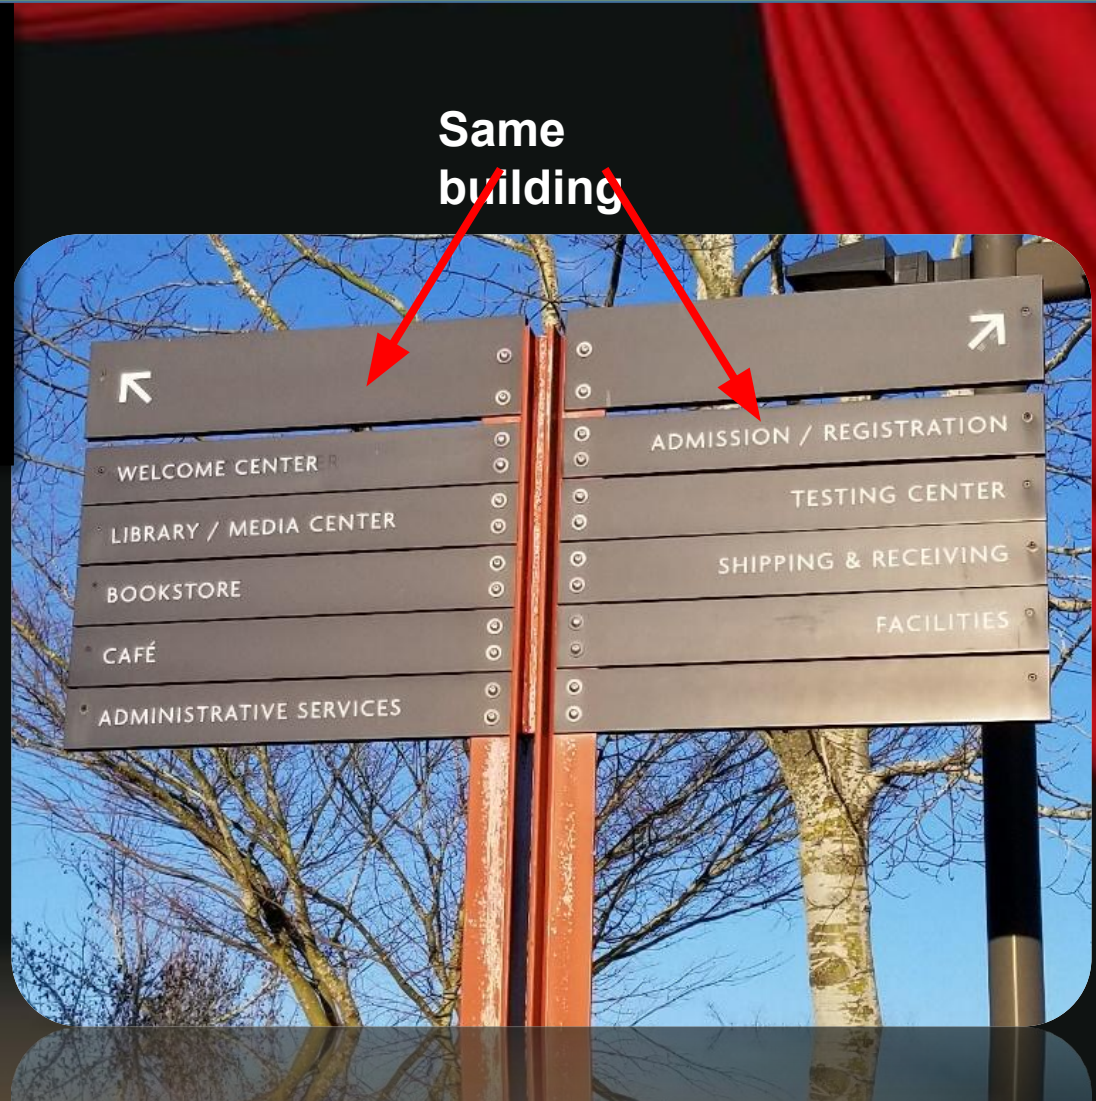 Same
building
WELCOME CENTER
LIBRARY / MEDIA CENTER
BOOKSTORE
CAFÉ
ADMINISTRATIVE SERVICES
ADMISSION / REGISTRATION
TESTING CENTER
SHIPPING & RECEIVING
FACILITIES